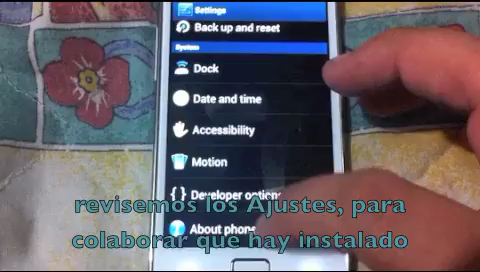 Settings
Back up and reset
System
Dock
Date and time
Accessibility
Motion
{ } Developer options
About phone
revisemos los Ajustes, para
colaborar que hay instalado